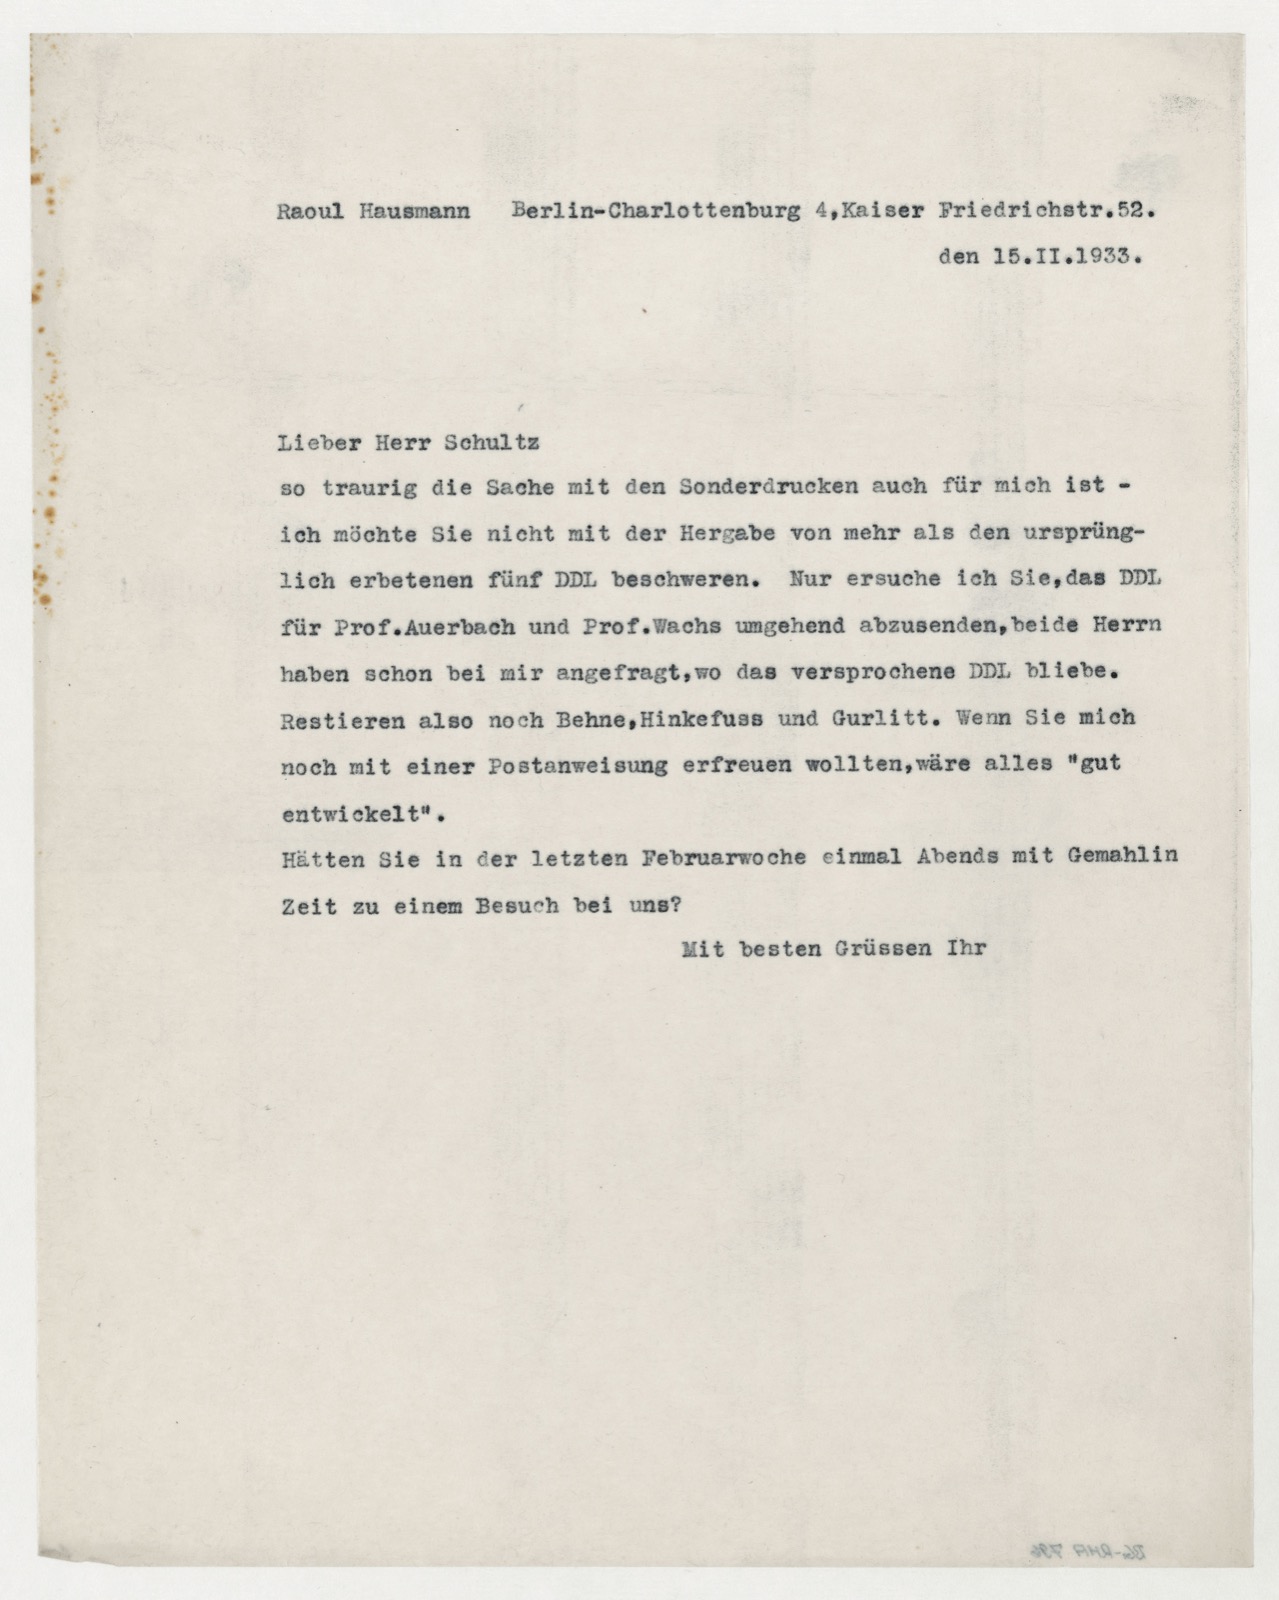 Raoul Hausmann   Berlin-Charlottenburg 4,Kaiser Friedrichstr.52.
den 15.II.1933.
Lieber Herr Schultz
so traurig die Sache mit den Sonderdrucken auch für mich ist -
ich möchte Sie nicht mit der Hergabe von mehr als den ursprüng-
lich erbetenen fünf DDL beschweren.  Nur ersuche ich Sie,das DDL
für Prof.Auerbach und Prof.Wachs umgehend abzusenden,beide Herrn
haben schon bei mir angefragt,wo das versprochene DDL bliebe.
Restieren also noch Behne,Hinkefuss und Gurlitt. Wenn Sie mich
noch mit einer Postanweisung erfreuen wollten,wäre alles "gut
entwickelt".
Hätten Sie in der letzten Februarwoche einmal Abends mit Gemahlin
Zeit zu einem Besuch bei uns?
Mit besten Grüssen Ihr
BG-RHA 796